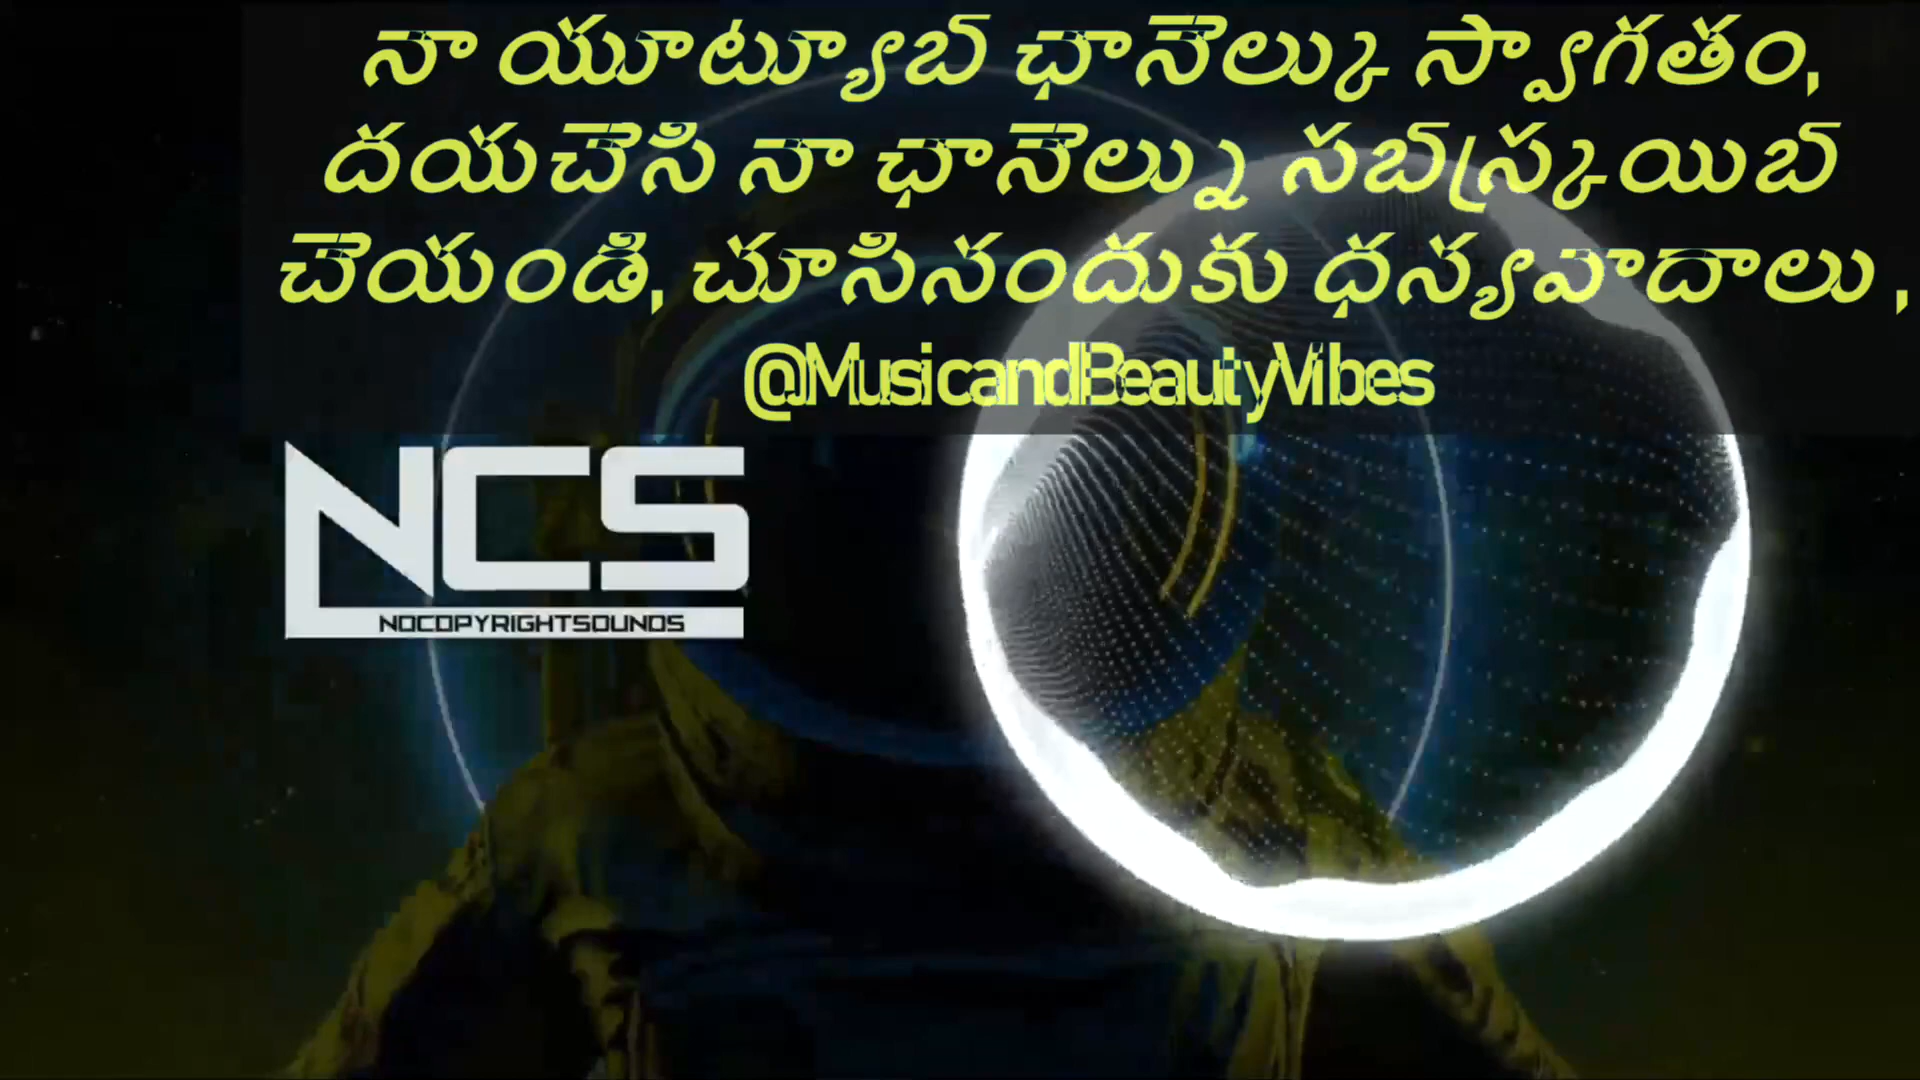 నా యూట్యూబ్ ఛానెల్కు స్వాగతం,
దయచేసి నా ఛానెల్ను సబ్‌స్క్రయిబ్
చేయండి, చూసినందుకు ధన్యవాదాలు ,
@MusicandBeautyVibes
NCS
NOCOPYRIGHTSOUNDS